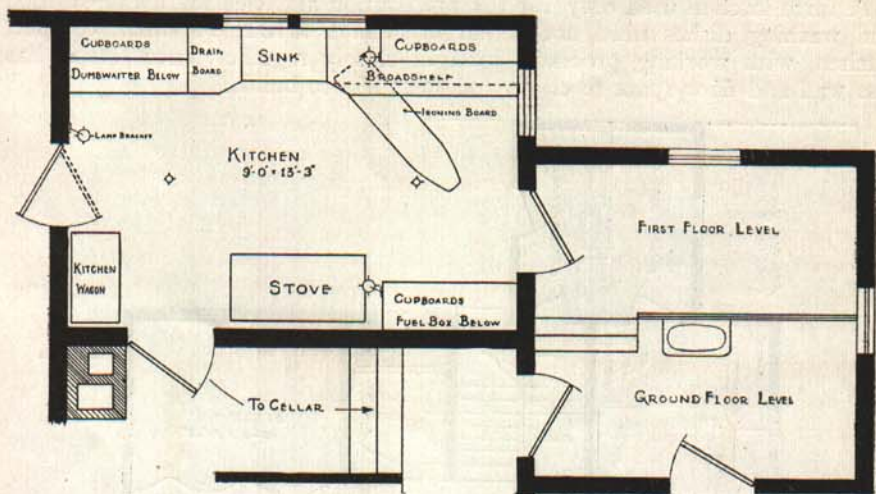 CUPBOARDS
DUMBWAITER BELOW
DRAIN
BOARD
SINK
CUPBOARDS
BROADSHELF
IRONING BOARD
LAMP BRACKET
KITCHEN
9'-0" × 13'-3"
KITCHEN
WAGON
STOVE
CUPBOARDS
FUEL BOX BELOW
FIRST FLOOR LEVEL
GROUND FLOOR LEVEL
TO CELLAR